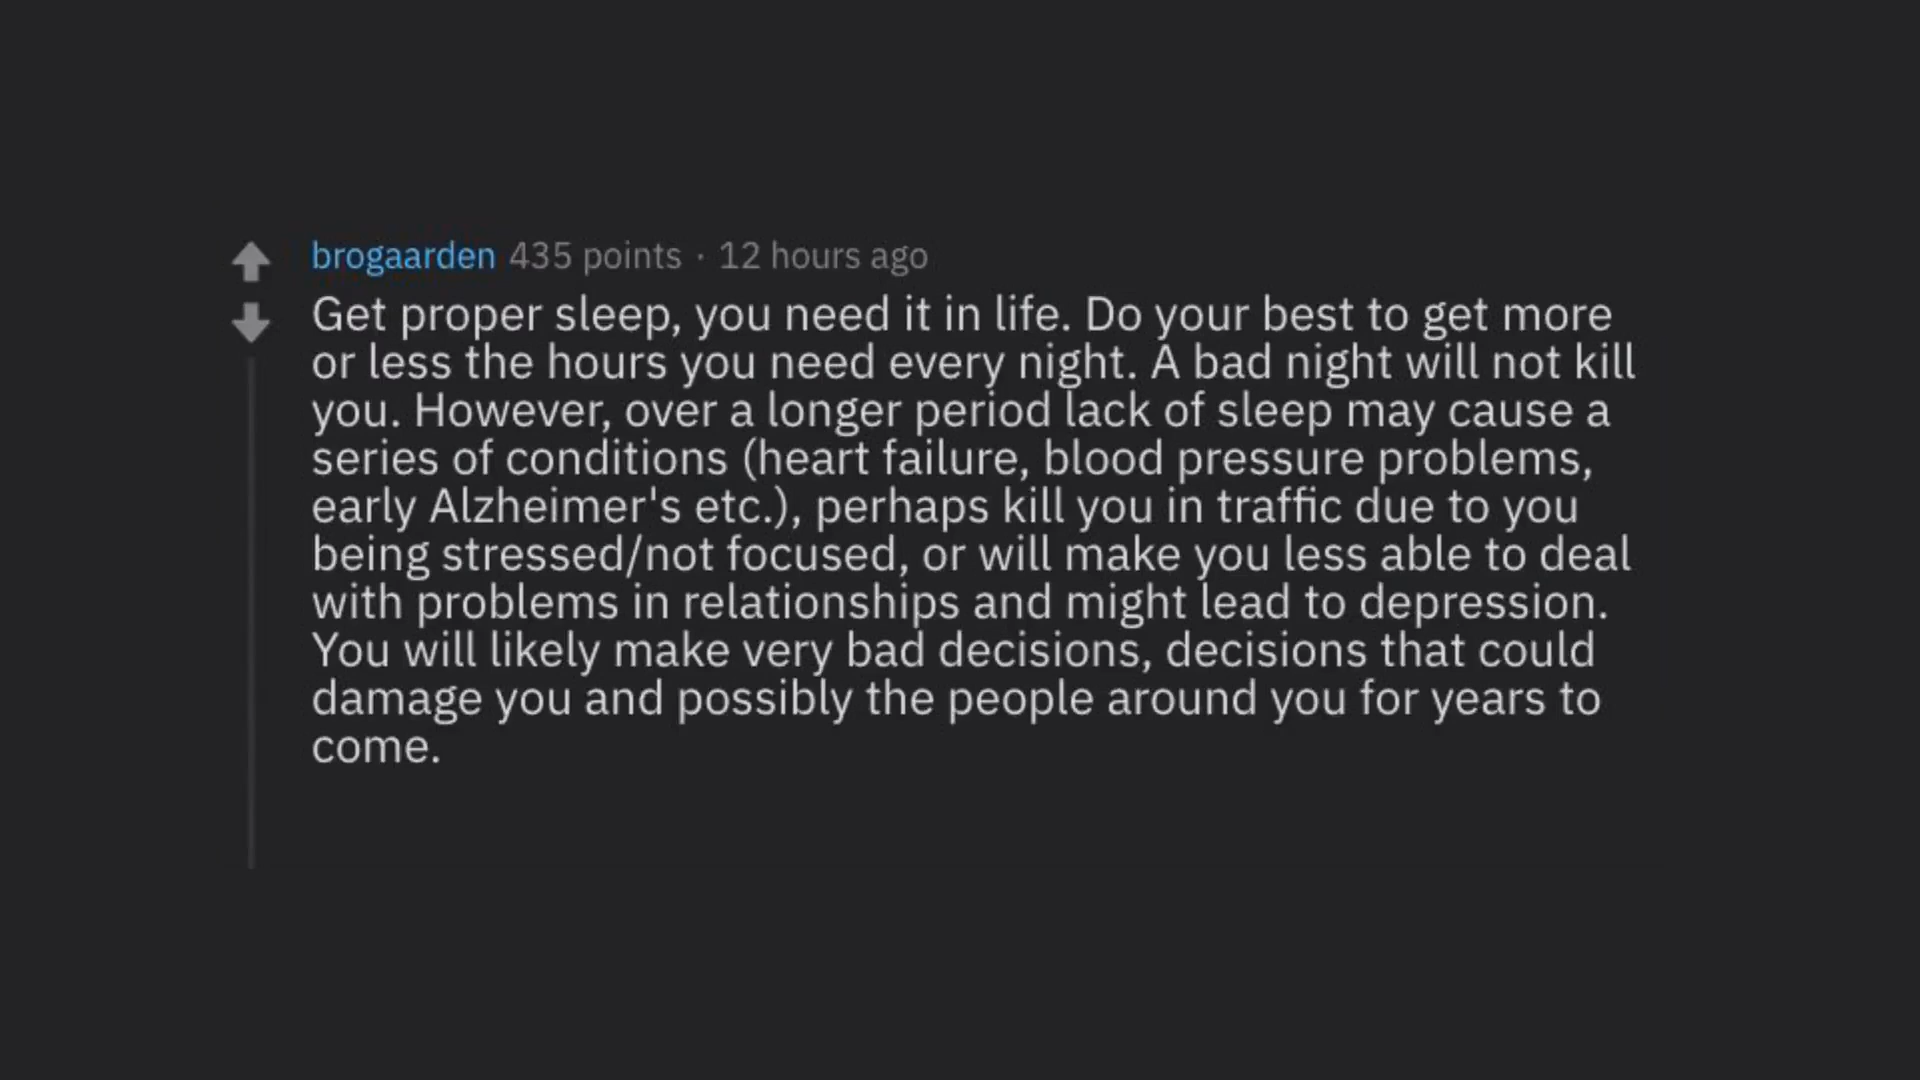 brogaarden 435 points · 12 hours ago
Get proper sleep, you need it in life. Do your best to get more
or less the hours you need every night. A bad night will not kill
you. However, over a longer period lack of sleep may cause a
series of conditions (heart failure, blood pressure problems,
early Alzheimer's etc.), perhaps kill you in traffic due to you
being stressed/not focused, or will make you less able to deal
with problems in relationships and might lead to depression.
You will likely make very bad decisions, decisions that could
damage you and possibly the people around you for years to
come.